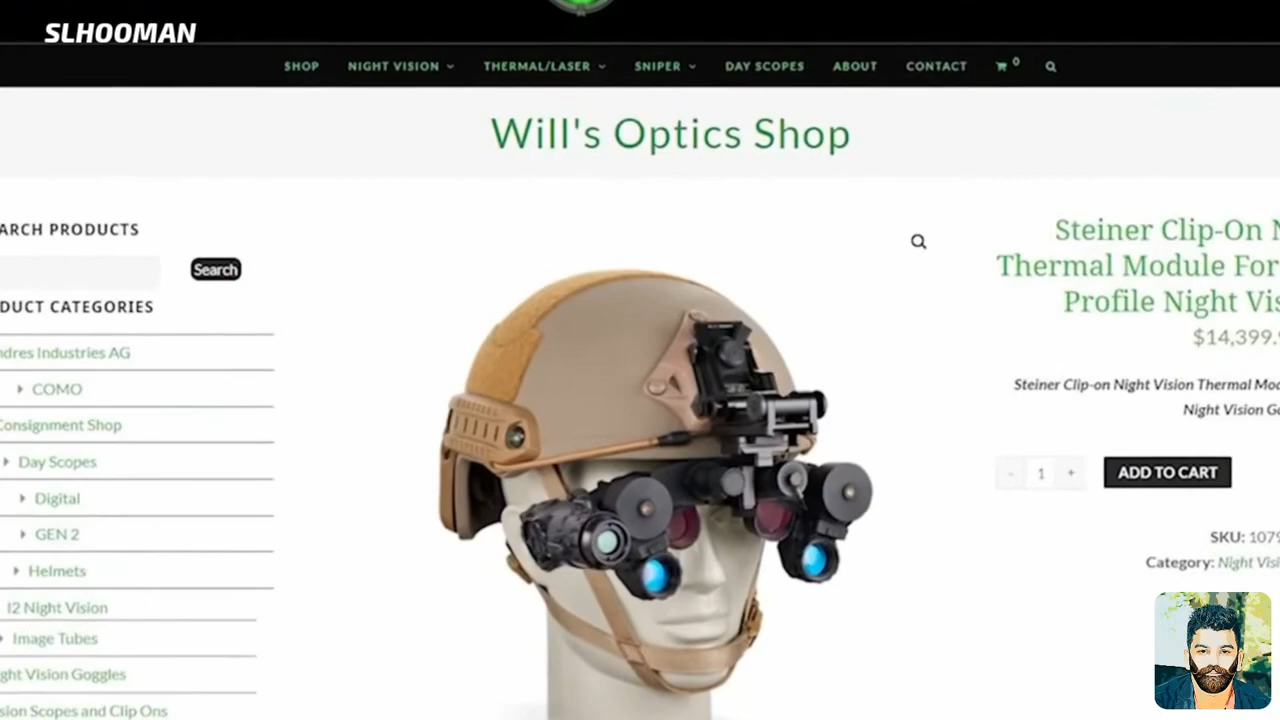 SLHOOMAN
SHOP NIGHT VISION THERMAL/LASER SNIPER DAY SCOPES ABOUT CONTACT 0
Will's Optics Shop
ARCH PRODUCTS
Search
DUCT CATEGORIES
ndres Industries AG
COMO
Consignment Shop
Day Scopes
Digital
GEN 2
Helmets
I2 Night Vision
Image Tubes
ght Vision Goggles
sion Scopes and Clip Ons
Steiner Clip-On N
Thermal Module For
Profile Night Vis
$14,399.9
Steiner Clip-on Night Vision Thermal Mod
Night Vision Go
- 1 + ADD TO CART
SKU: 1079
Category: Night Visi